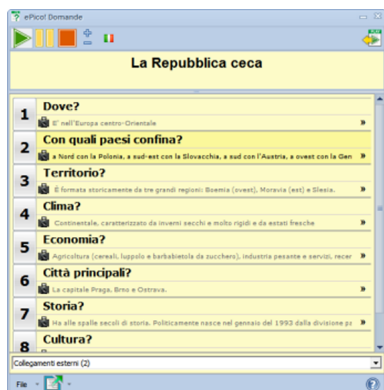 ePico! Domande
La Repubblica ceca
1 Dove?
E' nell'Europa centro-Orientale »
2 Con quali paesi confina?
a Nord con la Polonia, a sud-est con la Slovacchia, a sud con l'Austria, a ovest con la Gen »
3 Territorio?
È formata storicamente da tre grandi regioni: Boemia (ovest), Moravia (est) e Slesia. »
4 Clima?
Continentale, caratterizzato da inverni secchi e molto rigidi e da estati fresche »
5 Economia?
Agricoltura (cereali, luppolo e barbabietola da zucchero), industria pesante e servizi, recer »
6 Città principali?
La capitale Praga, Brno e Ostrava. »
7 Storia?
Ha alle spalle secoli di storia. Politicamente nasce nel gennaio del 1993 dalla divisione pa »
8 Cultura?
Collegamenti esterni (2)
File